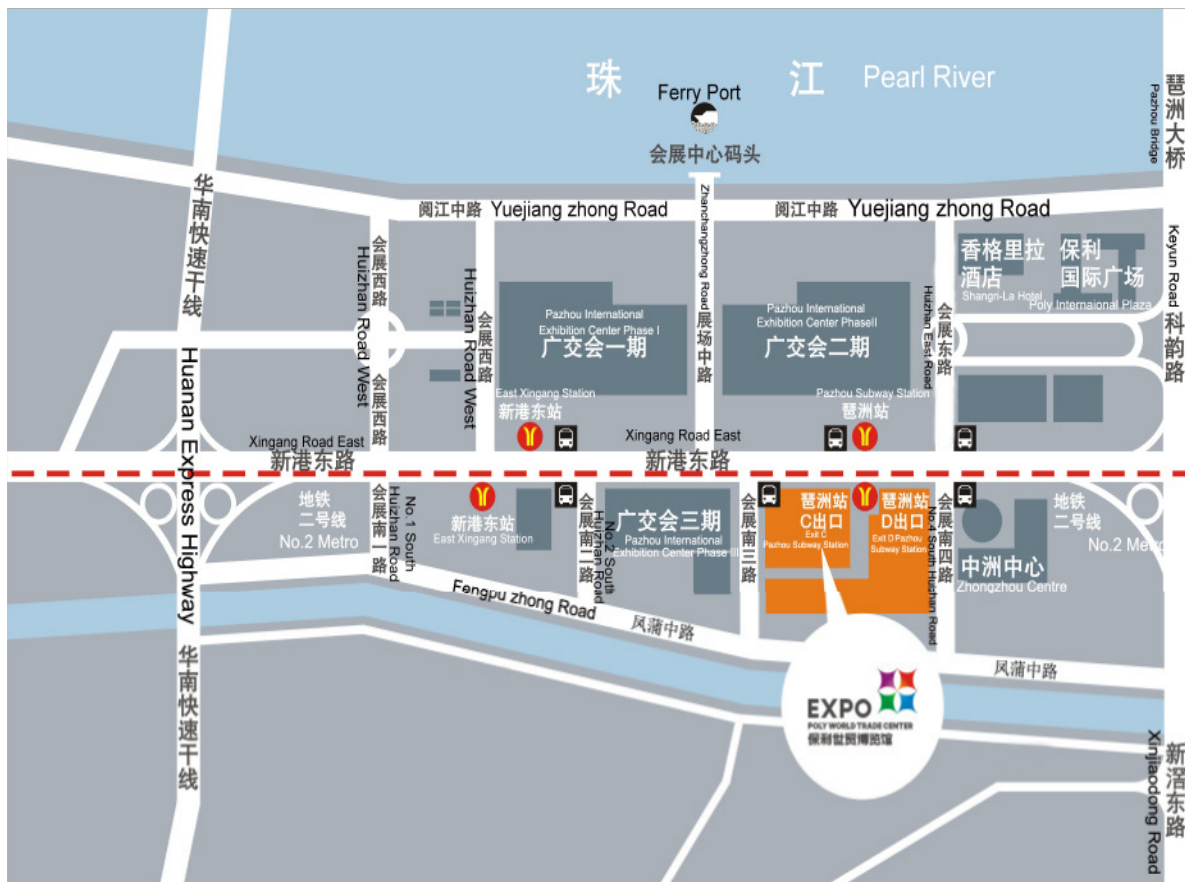 珠 江 Pearl River
Ferry Port
会展中心码头
琶洲大桥
Pazhou Bridge
华南快速干线
阅江中路 Yuejiang zhong Road
阅江中路 Yuejiang zhong Road
会展西路
Huizhan Road West
Huizhan Road West
会展西路
Zhanchangzhong Road
展场中路
Huizhan East Road
会展东路
香格里拉
酒店
Shangri-La Hotel
保利
国际广场
Poly Internaional Plaza
Keyun Road
科韵路
Pazhou International
Exhibition Center Phase I
广交会一期
Pazhou International
Exhibition Center PhaseII
广交会二期
会展西路
East Xingang Station
新港东站
Pazhou Subway Station
琶洲站
Xingang Road East
新港东路
Xingang Road East
新港东路
Huanan Express Highway
地铁
二号线
No.2 Metro
会展南一路
No.1 South
Huizhan Road
新港东站
East Xingang Station
会展南二路
No.2 South
Huizhan Road
广交会三期
Pazhou International
Exhibition Center Phase III
会展南三路
琶洲站
C出口
Exit C
Pazhou Subway Station
琶洲站
D出口
Exit D Pazhou
Subway Station
No.4 South Huishan Road
会展南四路
中洲中心
Zhongzhou Centre
地铁
二号线
No.2 Metro
Fengpu zhong Road
凤蒲中路
凤蒲中路
华南快速干线
EXPO
POLY WORLD TRADE CENTER
保利世贸博览馆
Xinjiaodong Road
新滘东路